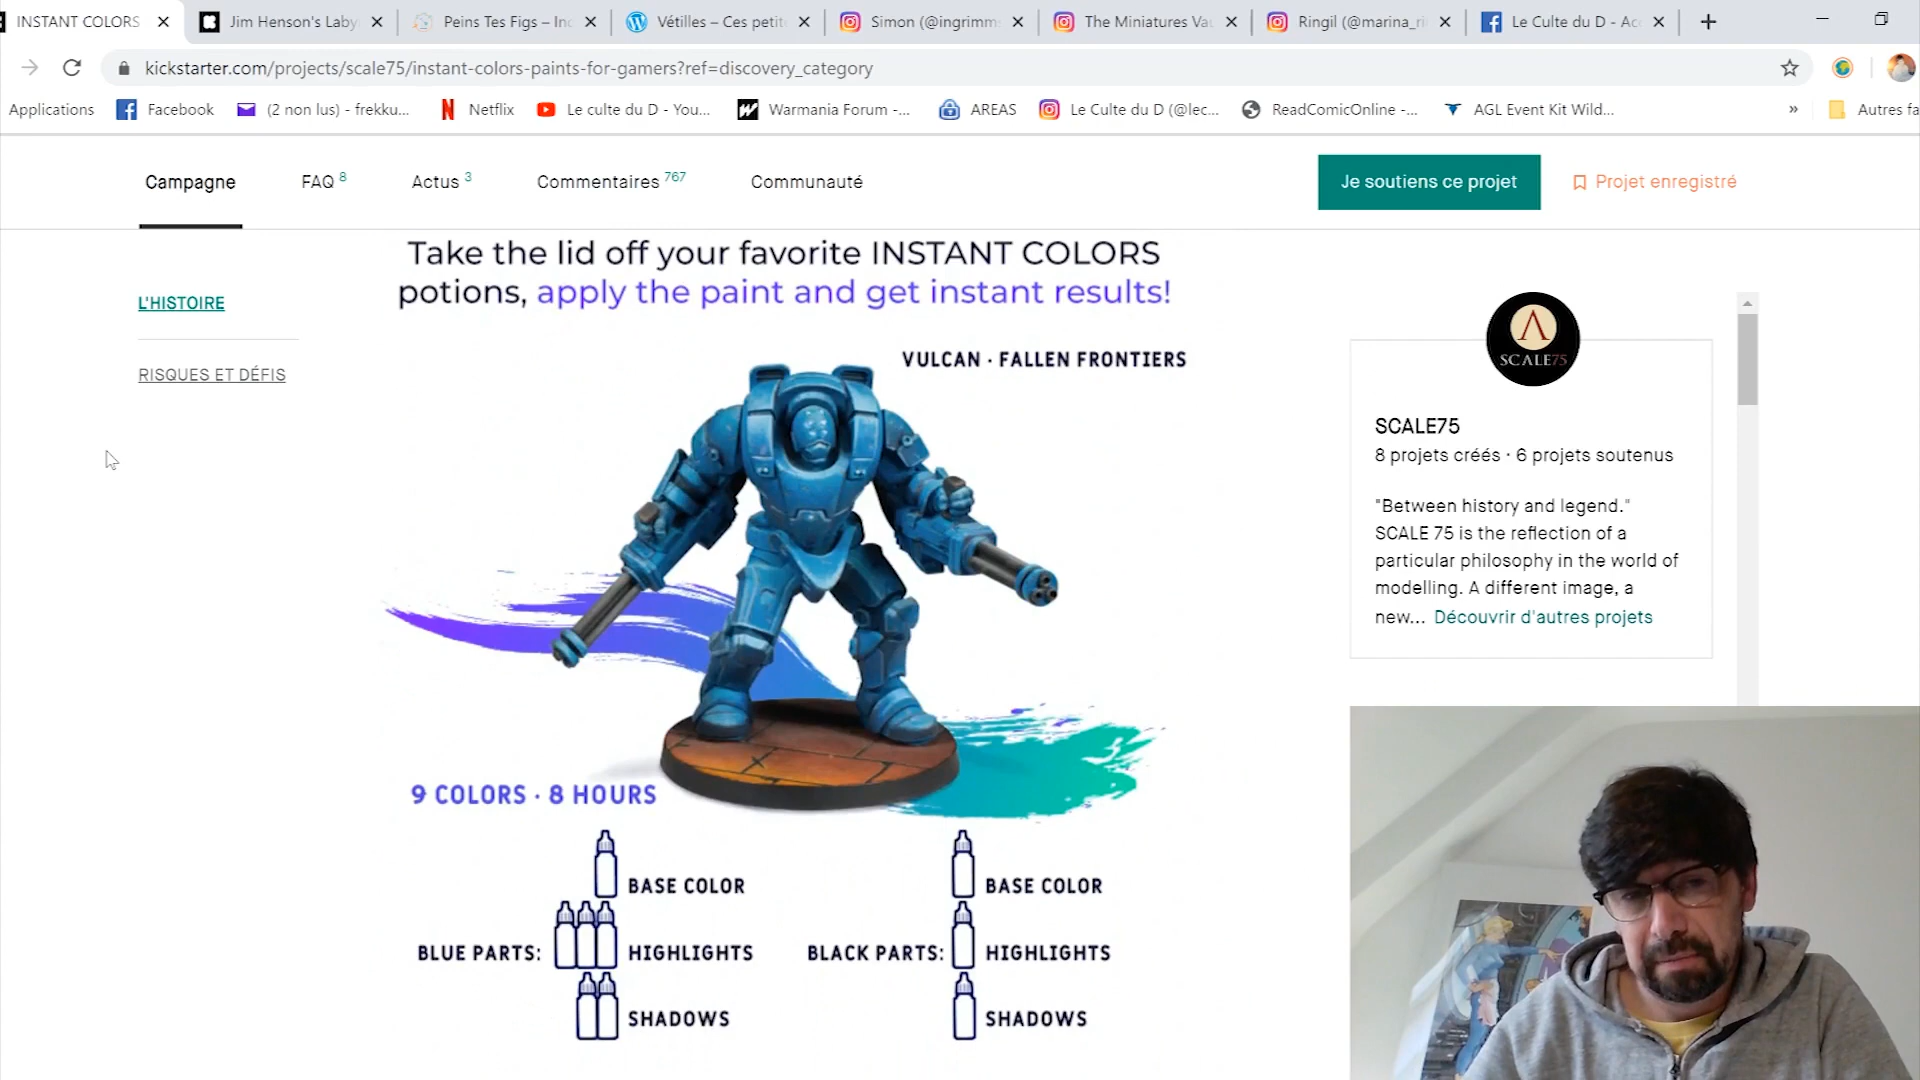 INSTANT COLORS
Jim Henson's Laby
Peins Tes Figs – In
Vétilles – Ces petit
Simon (@ingrimm
The Miniatures Va
Ringil (@marina_ri
Le Culte du D - Ac
kickstarter.com/projects/scale75/instant-colors-paints-for-gamers?ref=discovery_category
Applications
Facebook
(2 non lus) - frekku...
Netflix
Le culte du D - You...
Warmania Forum -...
AREAS
Le Culte du D (@lec...
ReadComicOnline -...
AGL Event Kit Wild...
»
Autres fa
Campagne
FAQ 8
Actus 3
Commentaires 767
Communauté
Je soutiens ce projet
Projet enregistré
L'HISTOIRE
RISQUES ET DÉFIS
Take the lid off your favorite INSTANT COLORS
potions, apply the paint and get instant results!
VULCAN · FALLEN FRONTIERS
9 COLORS · 8 HOURS
BASE COLOR
BLUE PARTS:
HIGHLIGHTS
SHADOWS
BASE COLOR
BLACK PARTS:
HIGHLIGHTS
SHADOWS
SCALE75
SCALE75
8 projets créés · 6 projets soutenus
"Between history and legend."
SCALE 75 is the reflection of a
particular philosophy in the world of
modelling. A different image, a
new... Découvrir d'autres projets